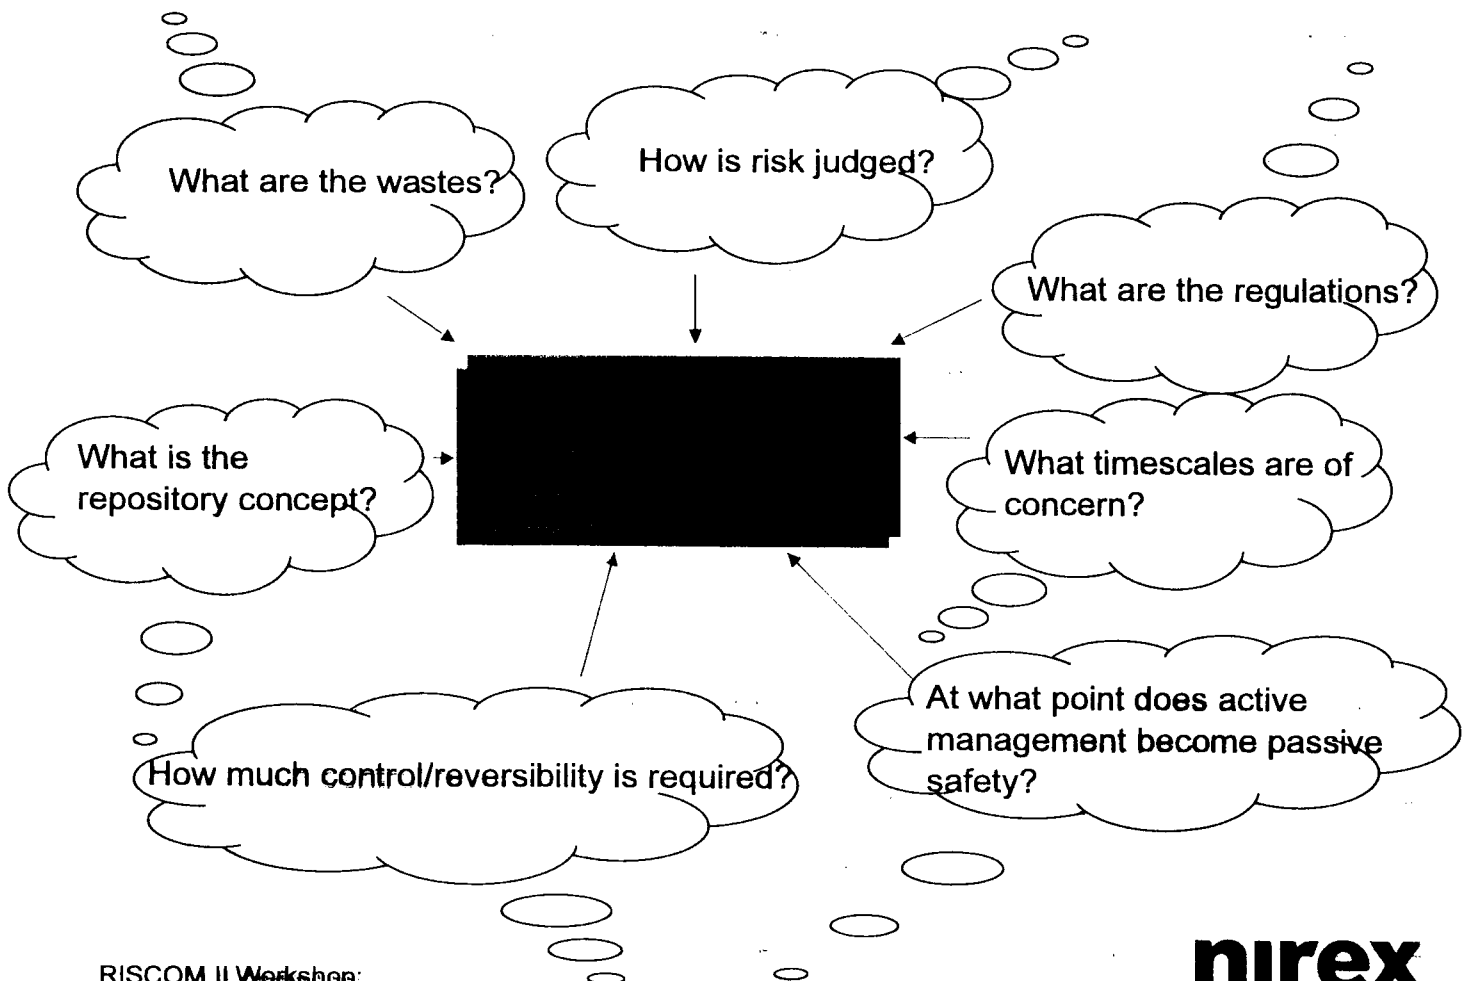 What are the wastes?
How is risk judged?
What are the regulations?
What is the
repository concept?
What timescales are of
concern?
How much control/reversibility is required?
At what point does active
management become passive
safety?
RISCOM II Workshop:
nirex